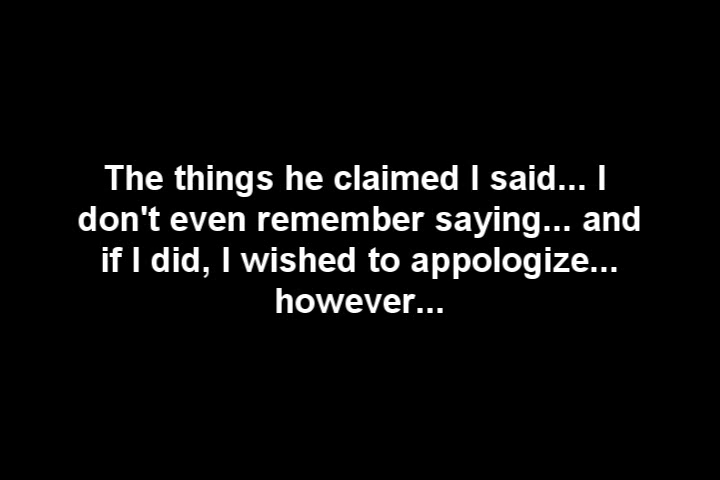 The things he claimed I said... I
don't even remember saying... and
if I did, I wished to appologize...
however...